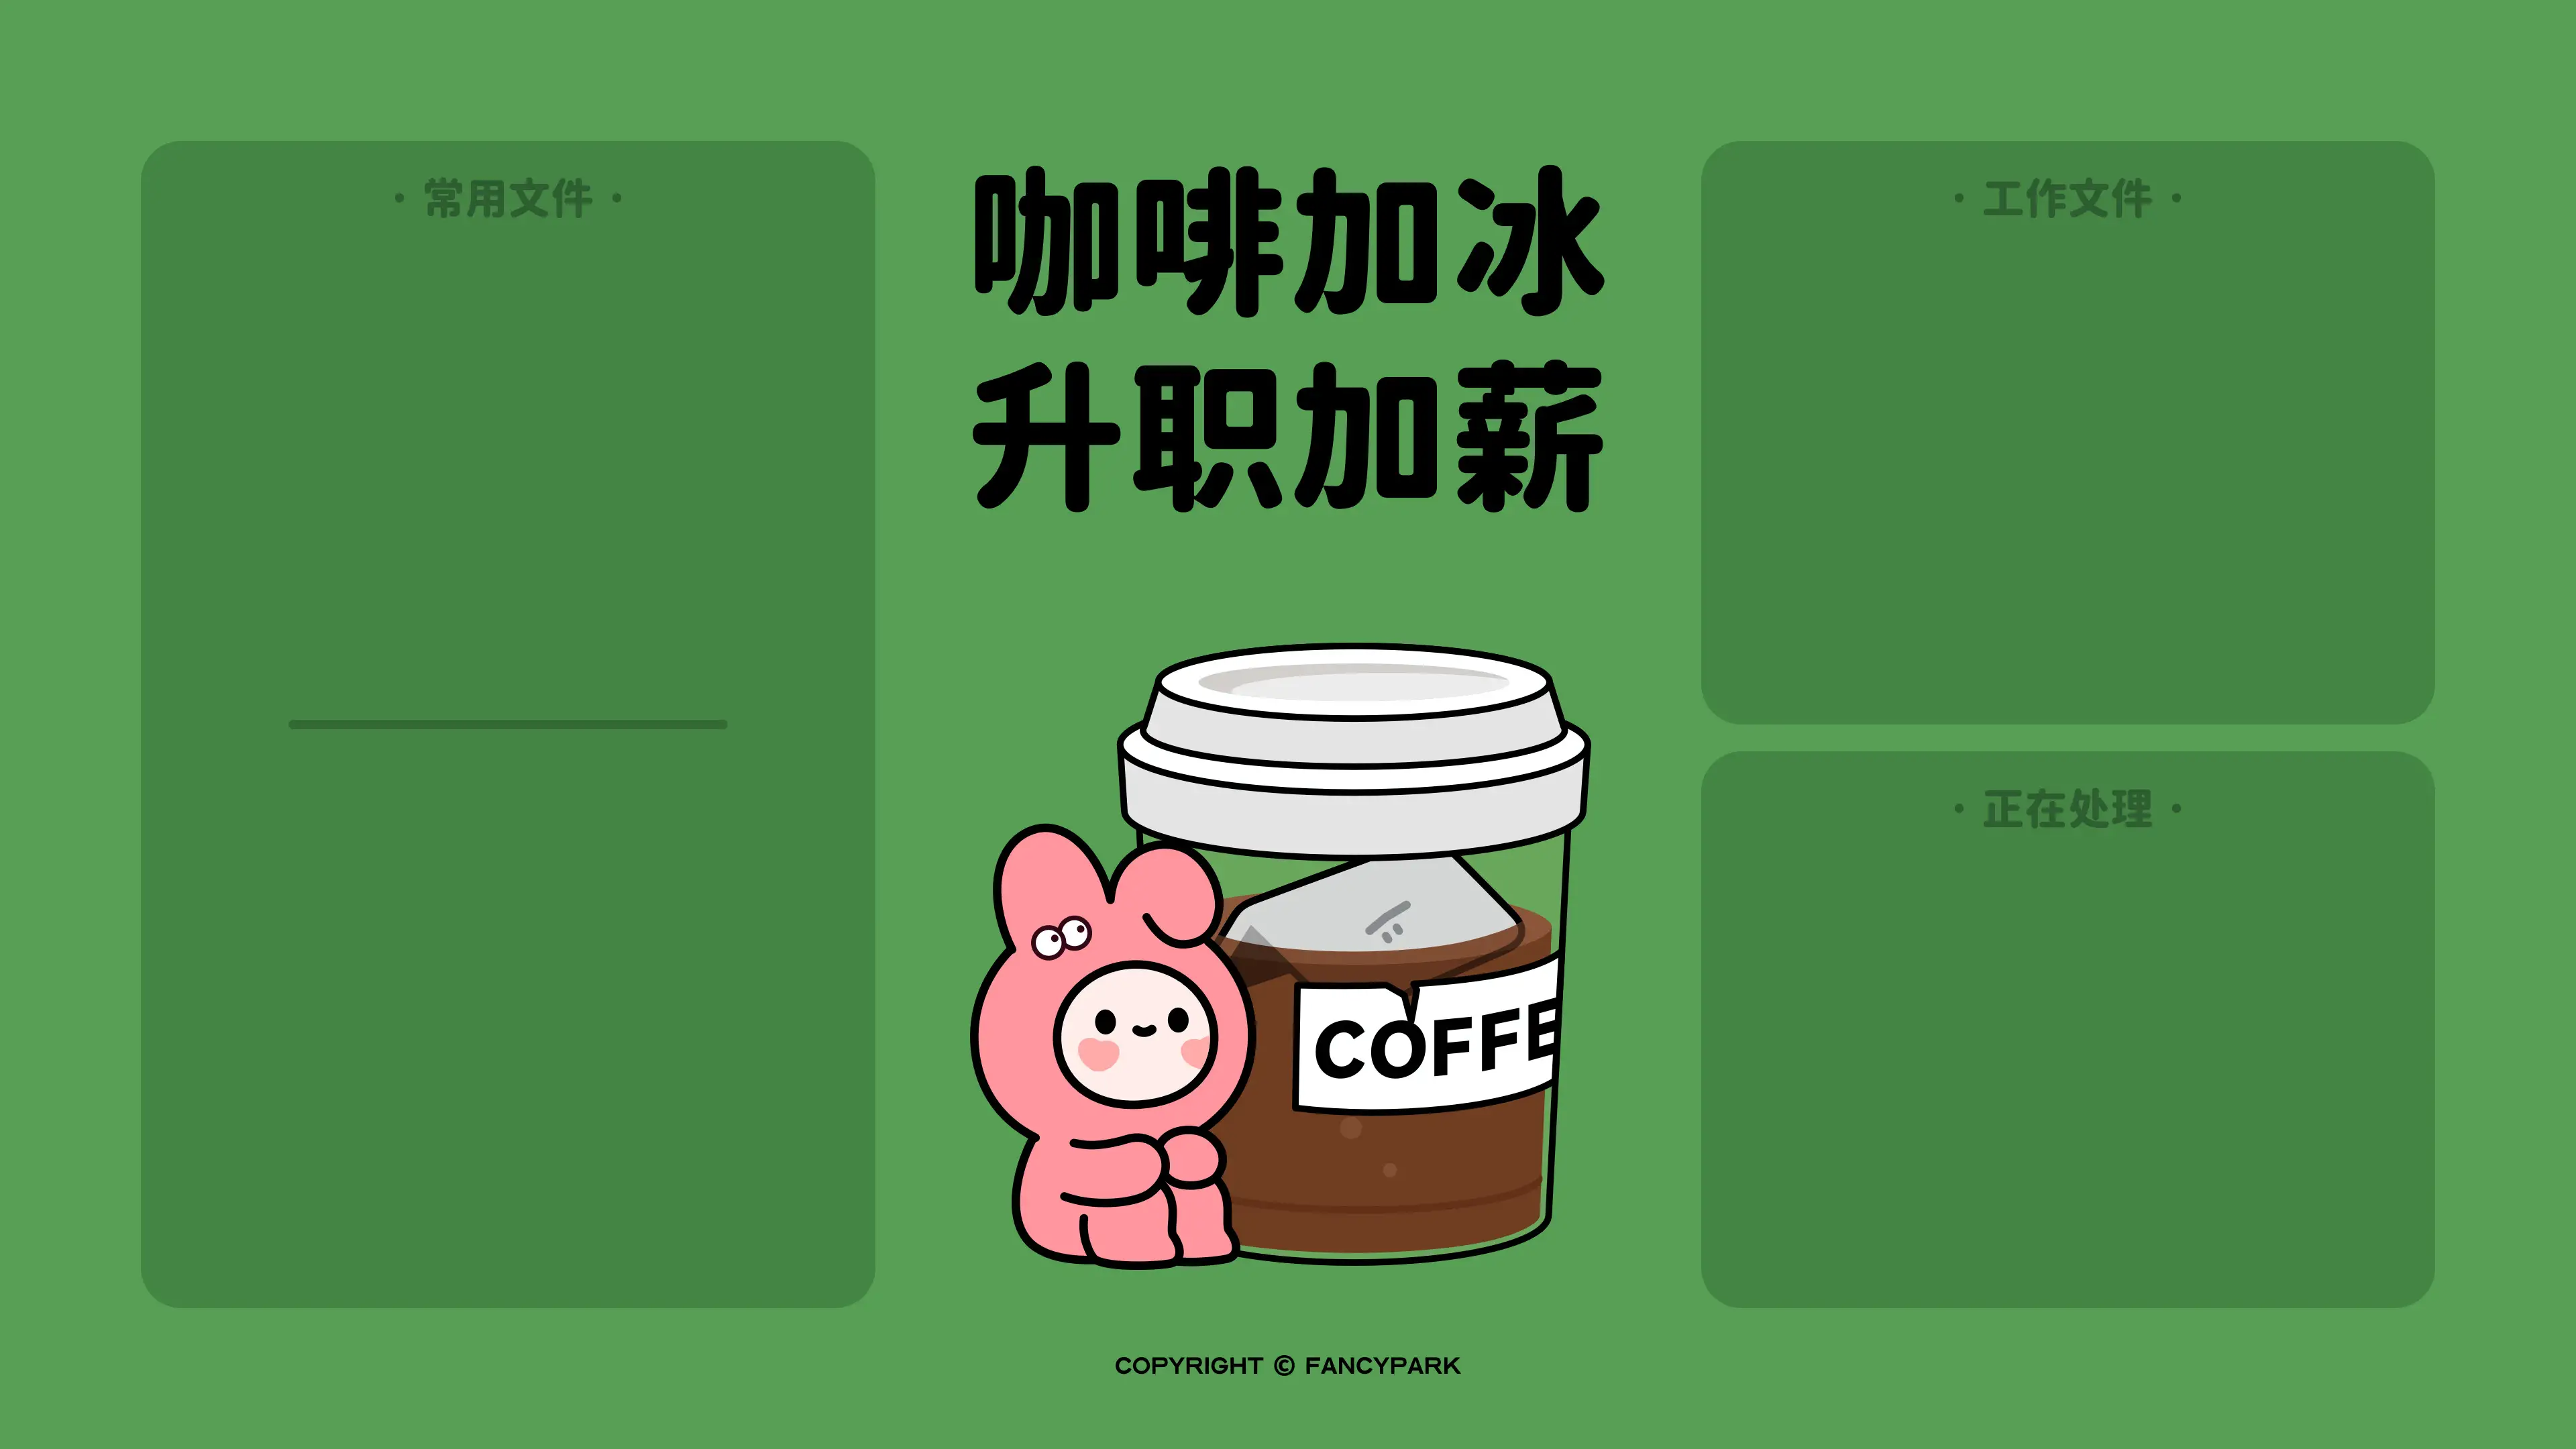 · 常用文件 ·
咖啡加冰
升职加薪
· 工作文件 ·
· 正在处理 ·
COFFE
COPYRIGHT © FANCYPARK